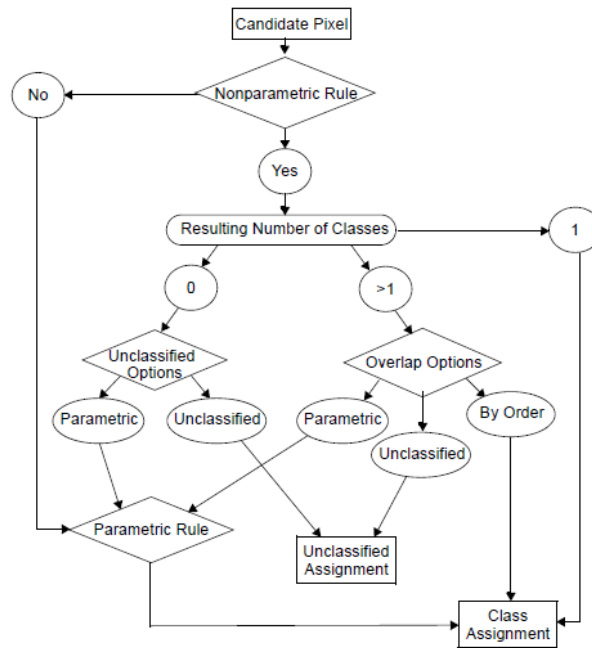 Candidate Pixel
No
Nonparametric Rule
Yes
Resulting Number of Classes
1
0
>1
Unclassified
Options
Overlap Options
Parametric
Unclassified
Parametric
By Order
Unclassified
Parametric Rule
Unclassified
Assignment
Class
Assignment